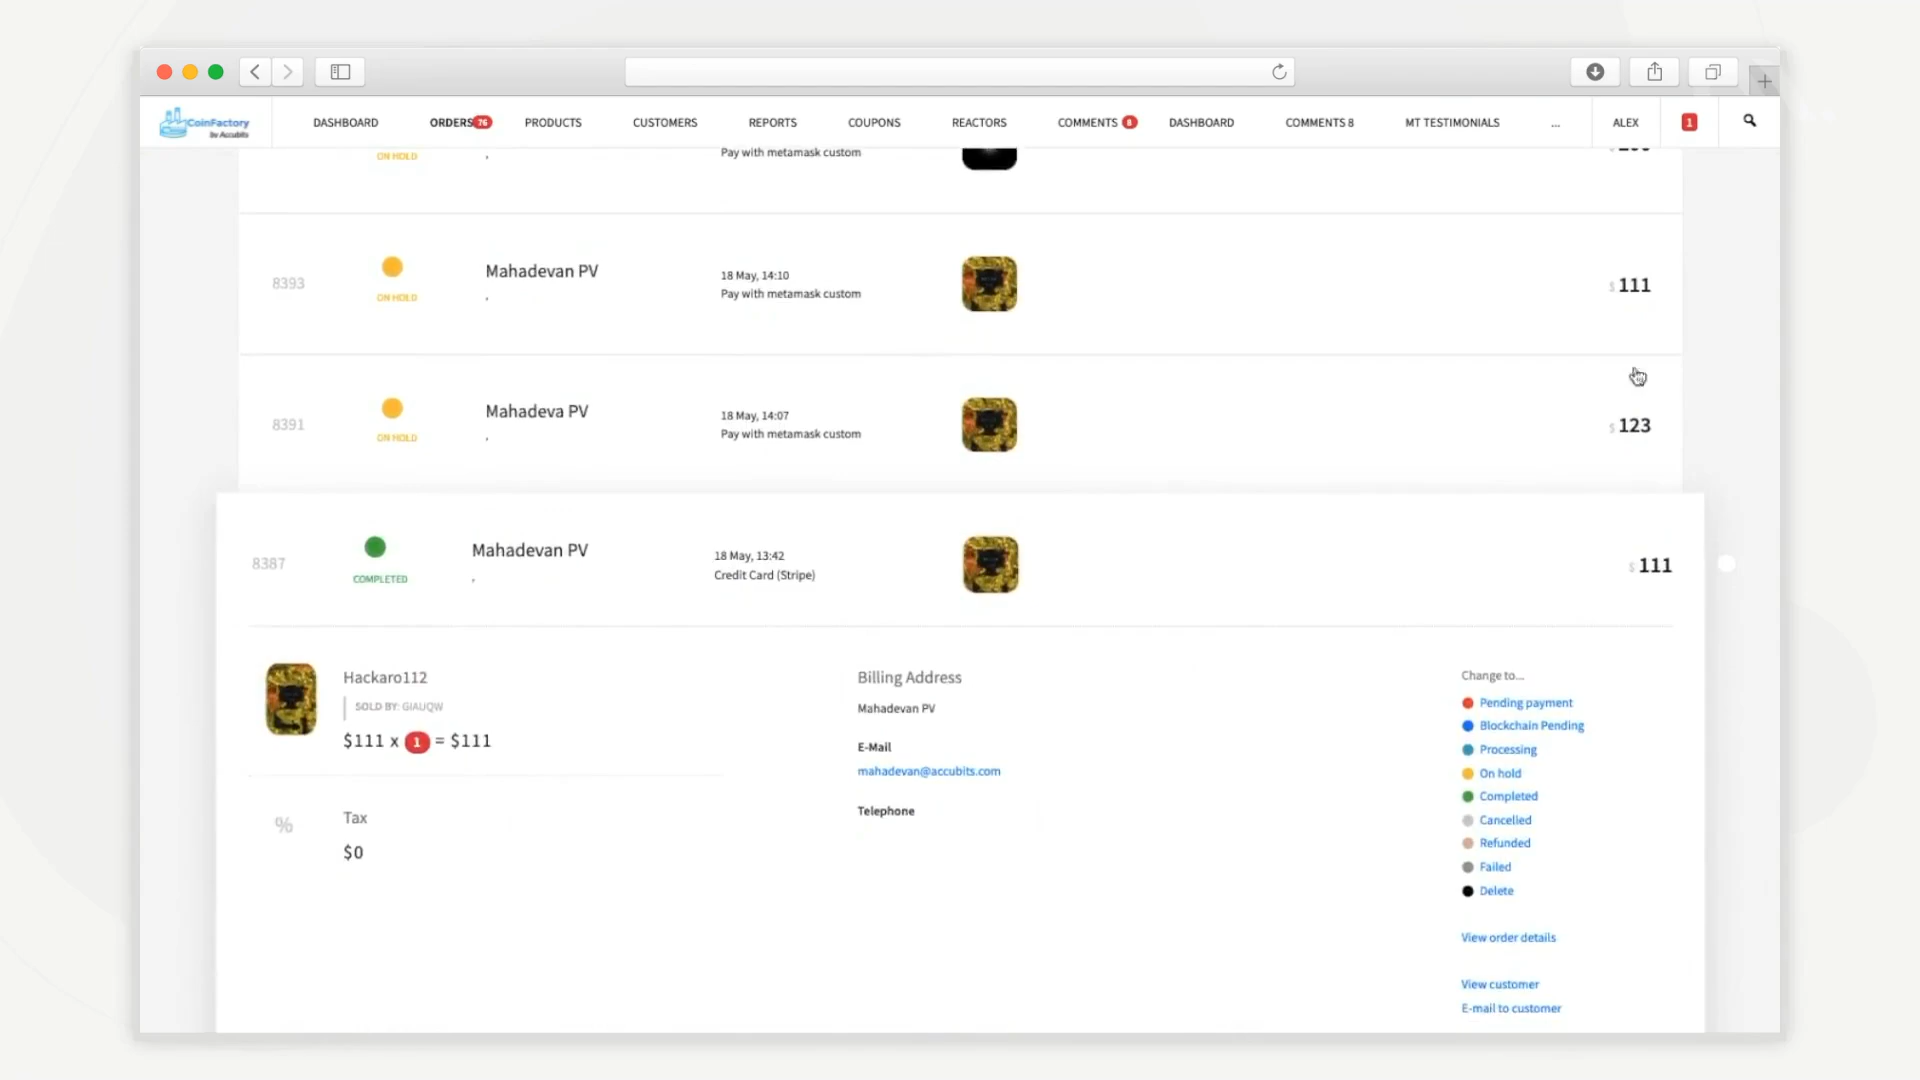 CoinFactory
by Accubits
DASHBOARD
ORDERS 76
PRODUCTS
CUSTOMERS
REPORTS
COUPONS
REACTORS
COMMENTS 8
DASHBOARD
COMMENTS 8
MT TESTIMONIALS
...
ALEX
1
ON HOLD
,
Pay with metamask custom
8393
ON HOLD
Mahadevan PV
,
18 May, 14:10
Pay with metamask custom
$ 111
8391
ON HOLD
Mahadeva PV
,
18 May, 14:07
Pay with metamask custom
$ 123
8387
COMPLETED
Mahadevan PV
,
18 May, 13:42
Credit Card (Stripe)
$ 111
Hackaro112
SOLD BY: GIAUQW
$111 x 1 = $111
%
Tax
$0
Billing Address
Mahadevan PV
E-Mail
mahadevan@accubits.com
Telephone
Change to...
Pending payment
Blockchain Pending
Processing
On hold
Completed
Cancelled
Refunded
Failed
Delete
View order details
View customer
E-mail to customer